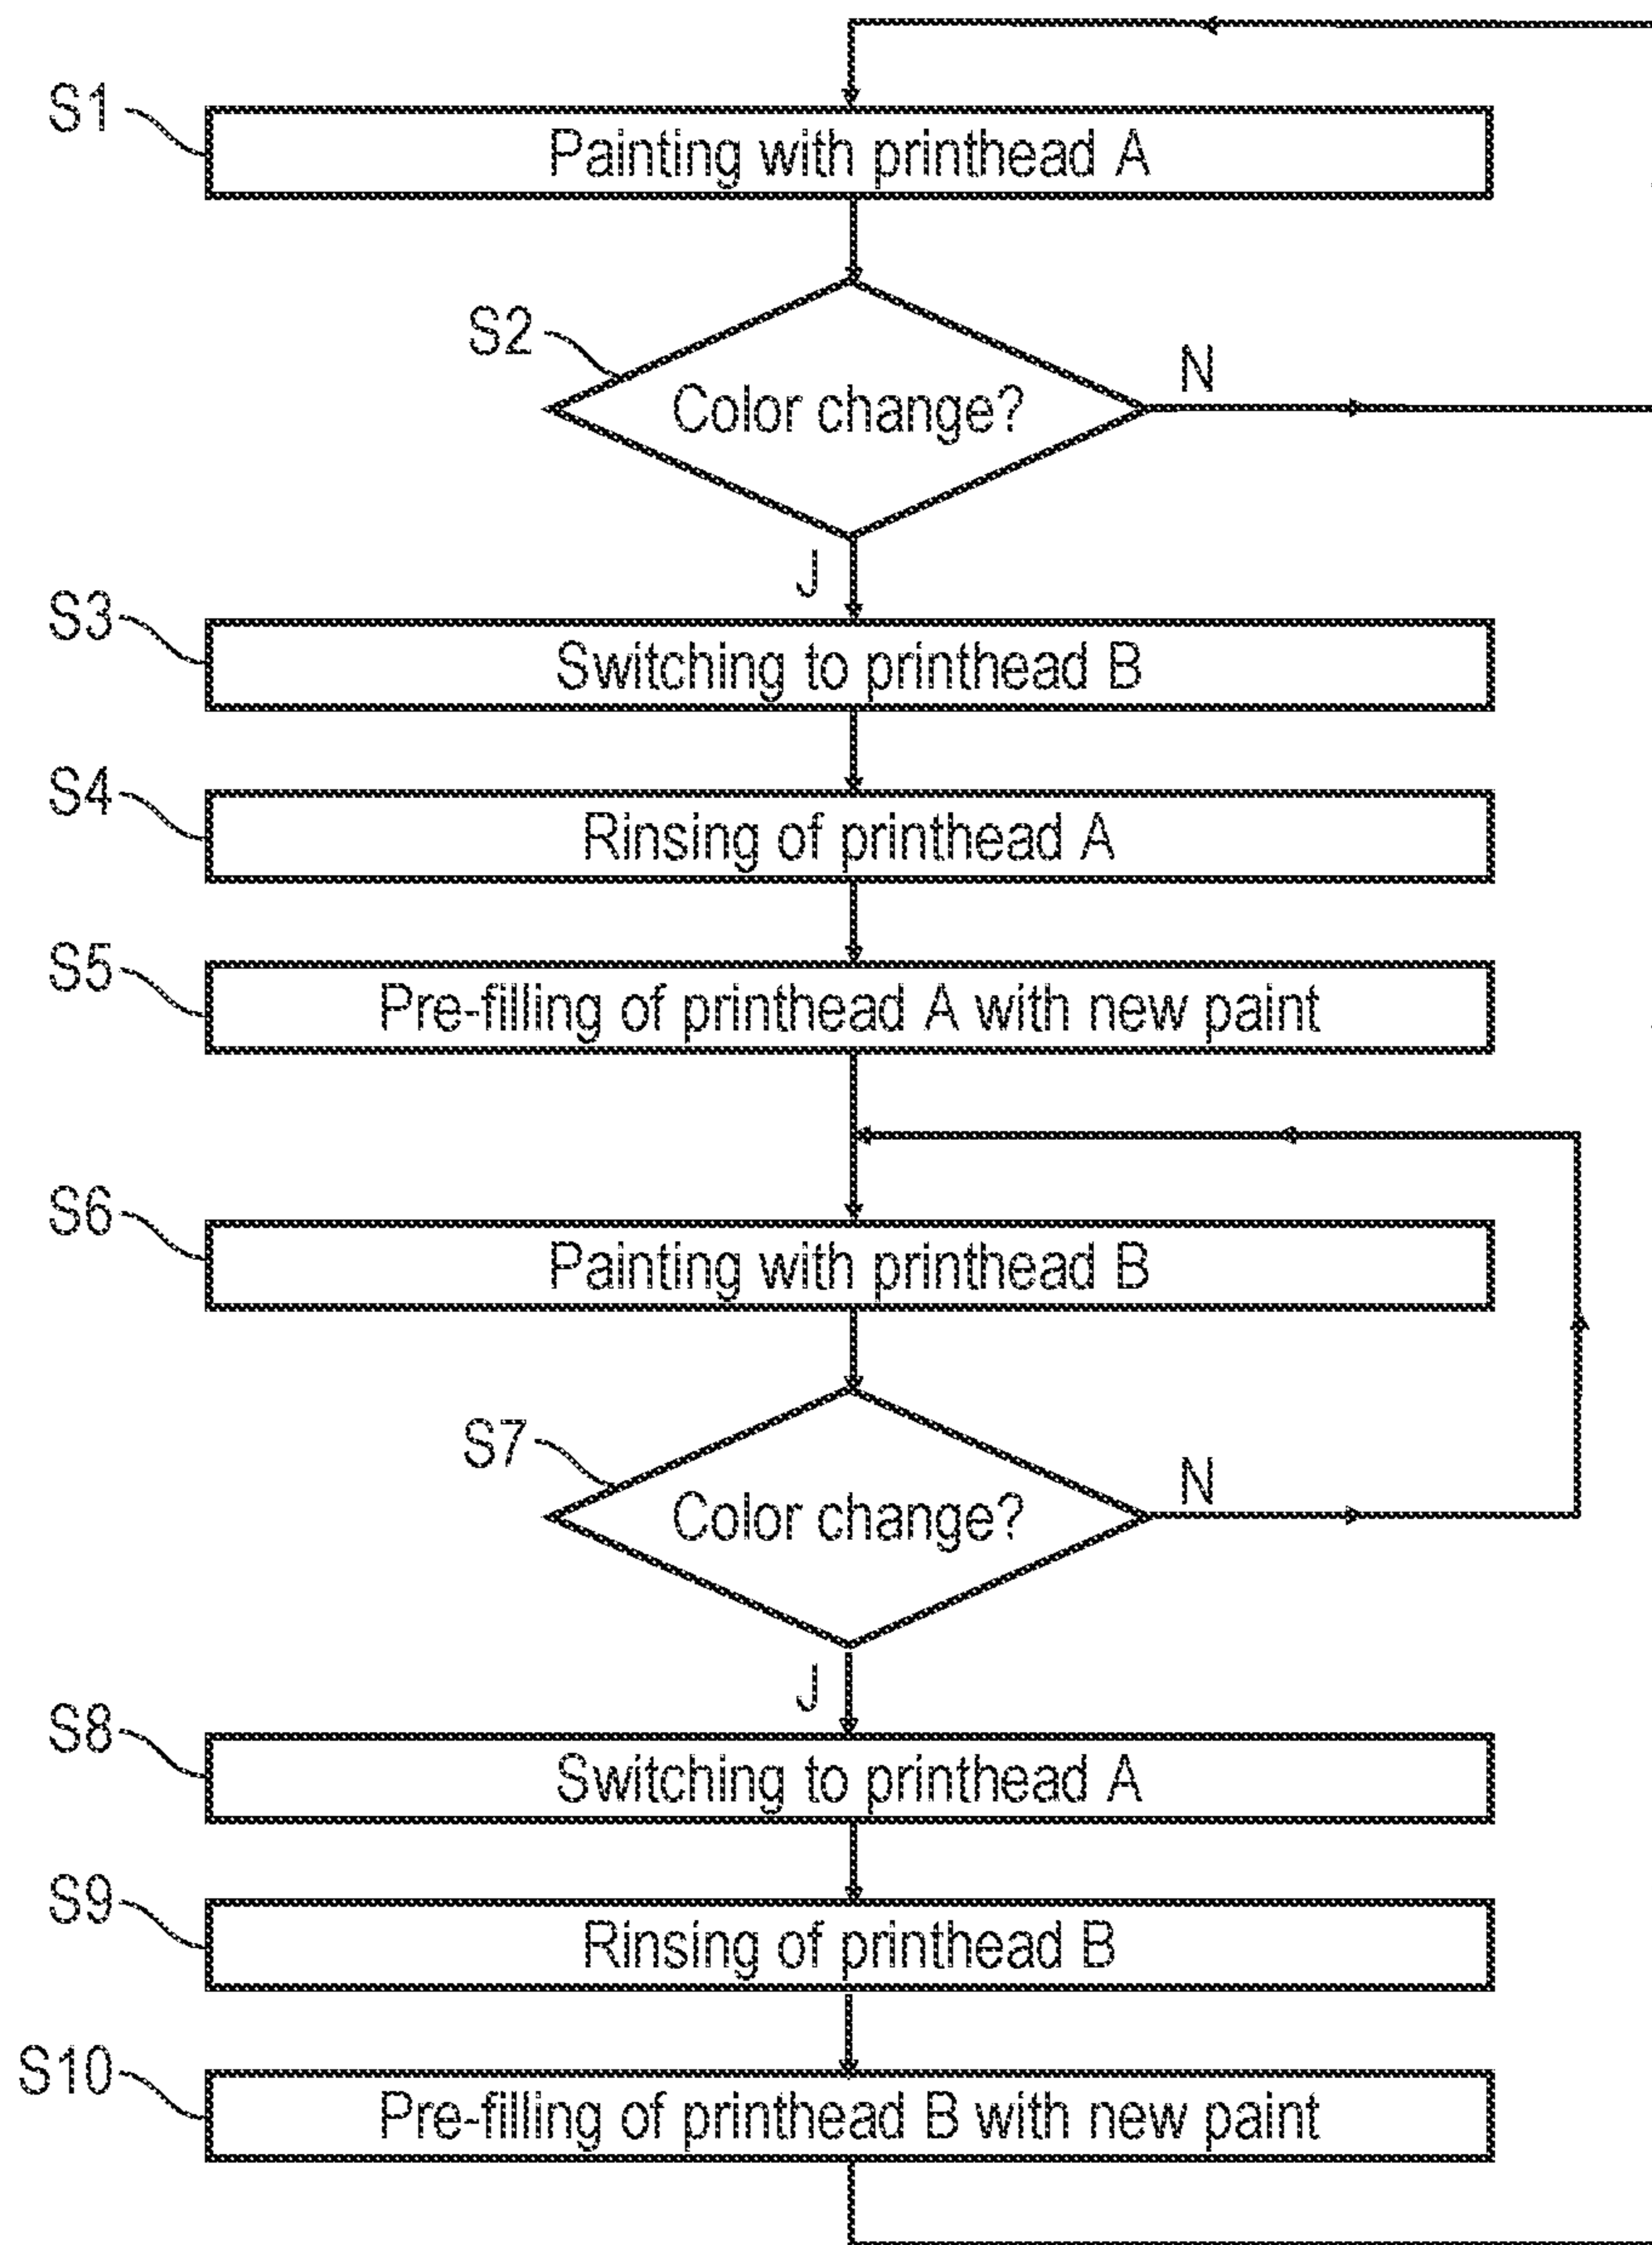 S1
Painting with printhead A
S2
Color change?
N
J
S3
Switching to printhead B
S4
Rinsing of printhead A
S5
Pre-filling of printhead A with new paint
S6
Painting with printhead B
S7
Color change?
N
J
S8
Switching to printhead A
S9
Rinsing of printhead B
S10
Pre-filling of printhead B with new paint